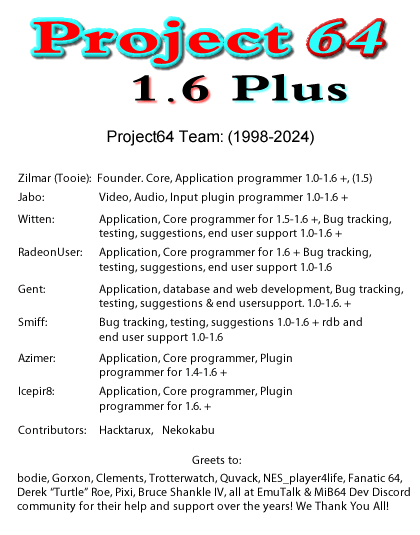 Project 64
1.6 Plus
Project64 Team: (1998-2024)
Zilmar (Tooie): Founder. Core, Application programmer 1.0-1.6 +, (1.5)
Jabo: Video, Audio, Input plugin programmer 1.0-1.6 +
Witten: Application, Core programmer for 1.5-1.6 +, Bug tracking,
testing, suggestions, end user support 1.0-1.6 +
RadeonUser: Application, Core programmer for 1.6 + Bug tracking,
testing, suggestions, end user support 1.0-1.6
Gent: Application, database and web development, Bug tracking,
testing, suggestions & end usersupport. 1.0-1.6. +
Smiff: Bug tracking, testing, suggestions 1.0-1.6 + rdb and
end user support 1.0-1.6
Azimer: Application, Core programmer, Plugin
programmer for 1.4-1.6 +
Icepir8: Application, Core programmer, Plugin
programmer for 1.6. +
Contributors: Hacktarux, Nekokabu
Greets to:
bodie, Gorxon, Clements, Trotterwatch, Quvack, NES_player4life, Fanatic 64,
Derek “Turtle” Roe, Pixi, Bruce Shankle IV, all at EmuTalk & MiB64 Dev Discord
community for their help and support over the years! We Thank You All!